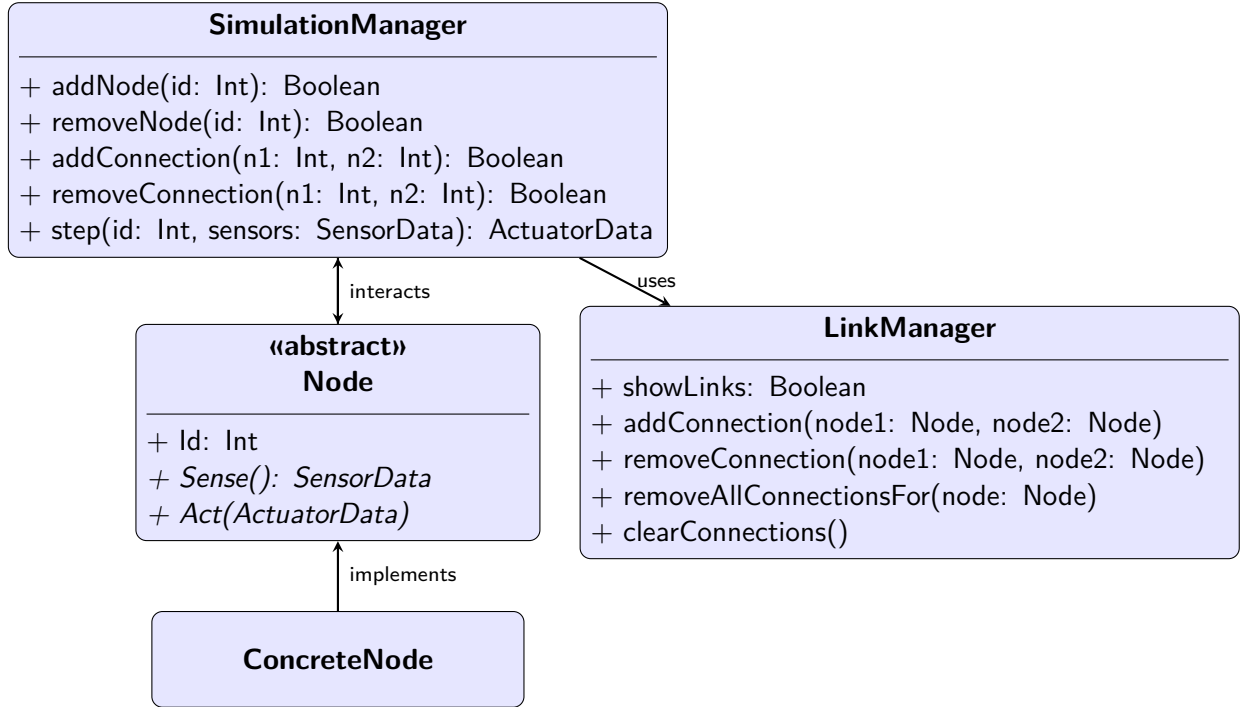 SimulationManager
+ addNode(id: Int): Boolean
+ removeNode(id: Int): Boolean
+ addConnection(n1: Int, n2: Int): Boolean
+ removeConnection(n1: Int, n2: Int): Boolean
+ step(id: Int, sensors: SensorData): ActuatorData
interacts
uses
«abstract»
Node
+ Id: Int
+ Sense(): SensorData
+ Act(ActuatorData)
LinkManager
+ showLinks: Boolean
+ addConnection(node1: Node, node2: Node)
+ removeConnection(node1: Node, node2: Node)
+ removeAllConnectionsFor(node: Node)
+ clearConnections()
implements
ConcreteNode